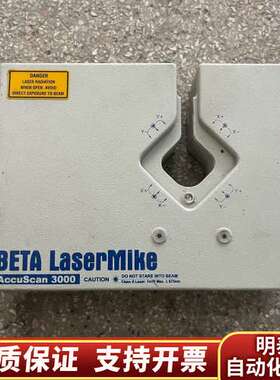 DANGER
LASER RADIATION
WHEN OPEN. AVOID
DIRECT EXPOSURE TO BEAM
BETA LaserMike
AccuScan 3000
CAUTION
DO NOT STARE INTO BEAM
质保证 支持开票
自动化